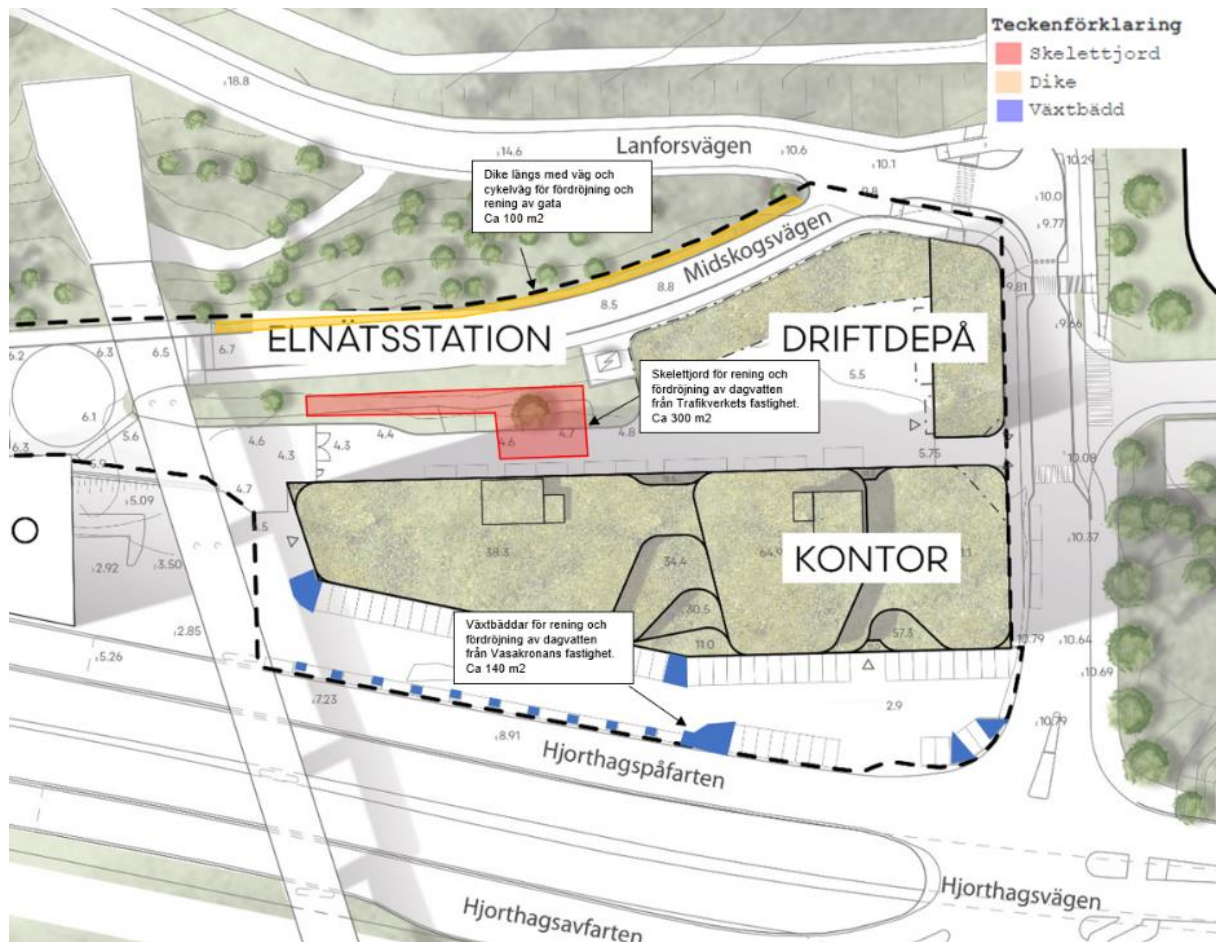 Teckenförklaring
Skelettjord
Dike
Växtbädd
18.8
14.6
Lanforsvägen
10.6
10.1
10.29
9.8
10.0
9.77
Dike längs med väg och
cykelväg för fördröjning och
rening av gata
Ca 100 m2
Midskogsvägen
8.8
8.5
9.81
9.66
6.2
6.3
6.5
6.7
ELNÄTSSTATION
DRIFTDEPÅ
5.5
Skelettjord för rening och
fördröjning av dagvatten
från Trafikverkets fastighet.
Ca 300 m2
6.1
5.6
4.6
4.3
4.4
4.6
4.7
4.8
5.75
10.08
6.3
5.9
4.3
4.7
5.09
10.37
2.92
3.50
38.3
34.4
64.9
KONTOR
30.5
11.0
57.3
2.85
5.26
7.23
8.91
Växtbäddar för rening och
fördröjning av dagvatten
från Vasakronans fastighet.
Ca 140 m2
10.79
10.64
10.69
2.9
10.79
Hjorthagspåfarten
Hjorthagsvägen
Hjorthagsavfarten